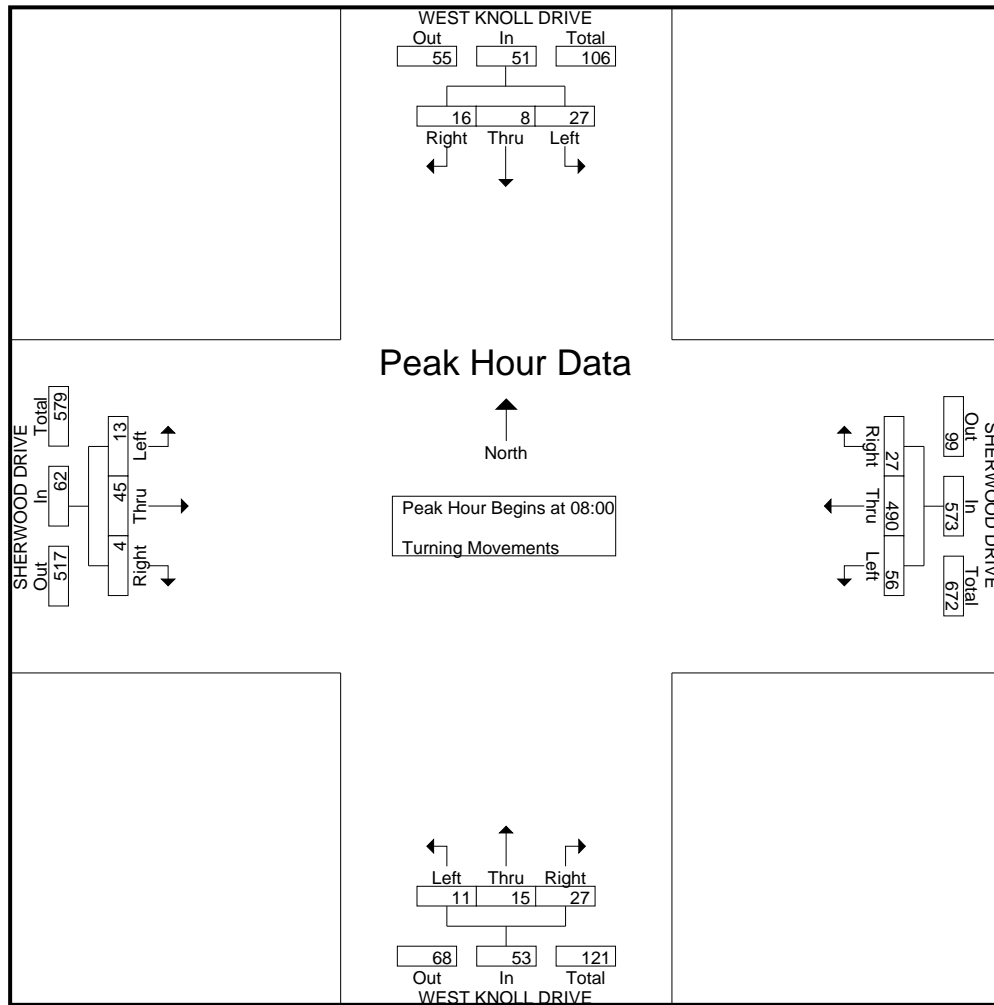 WEST KNOLL DRIVE
Out In Total
55 51 106
16 8 27
Right Thru Left
Peak Hour Data
North
Peak Hour Begins at 08:00
Turning Movements
SHERWOOD DRIVE
Total In Out
579 62 517
13 45 4
Left Thru Right
SHERWOOD DRIVE
Out In Total
99 573 672
27 490 56
Right Thru Left
Left Thru Right
11 15 27
68 53 121
Out In Total
WEST KNOLL DRIVE